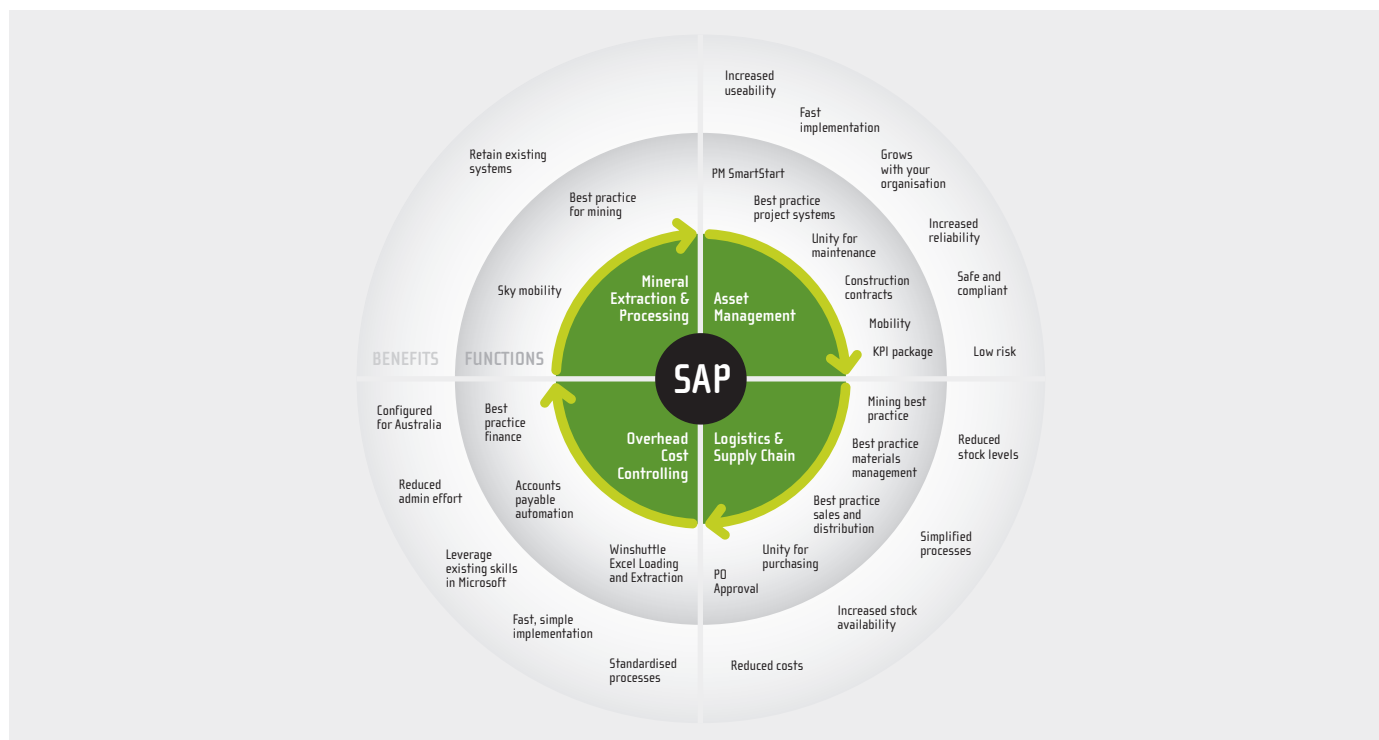 Increased
useability
Fast
implementation
Grows
with your
organisation
Increased
reliability
Safe and
compliant
Low risk
PM SmartStart
Best practice
project systems
Unity for
maintenance
Construction
contracts
Mobility
KPI package
Asset
Management
Retain existing
systems
Best practice
for mining
Sky mobility
Mineral
Extraction &
Processing
BENEFITS
FUNCTIONS
SAP
Configured
for Australia
Reduced
admin effort
Leverage
existing skills
in Microsoft
Fast, simple
implementation
Standardised
processes
Best
practice
finance
Accounts
payable
automation
Winshuttle
Excel Loading
and Extraction
Overhead
Cost
Controlling
Logistics &
Supply Chain
Mining best
practice
Best practice
materials
management
Best practice
sales and
distribution
Unity for
purchasing
PO
Approval
Reduced
stock levels
Simplified
processes
Increased stock
availability
Reduced costs